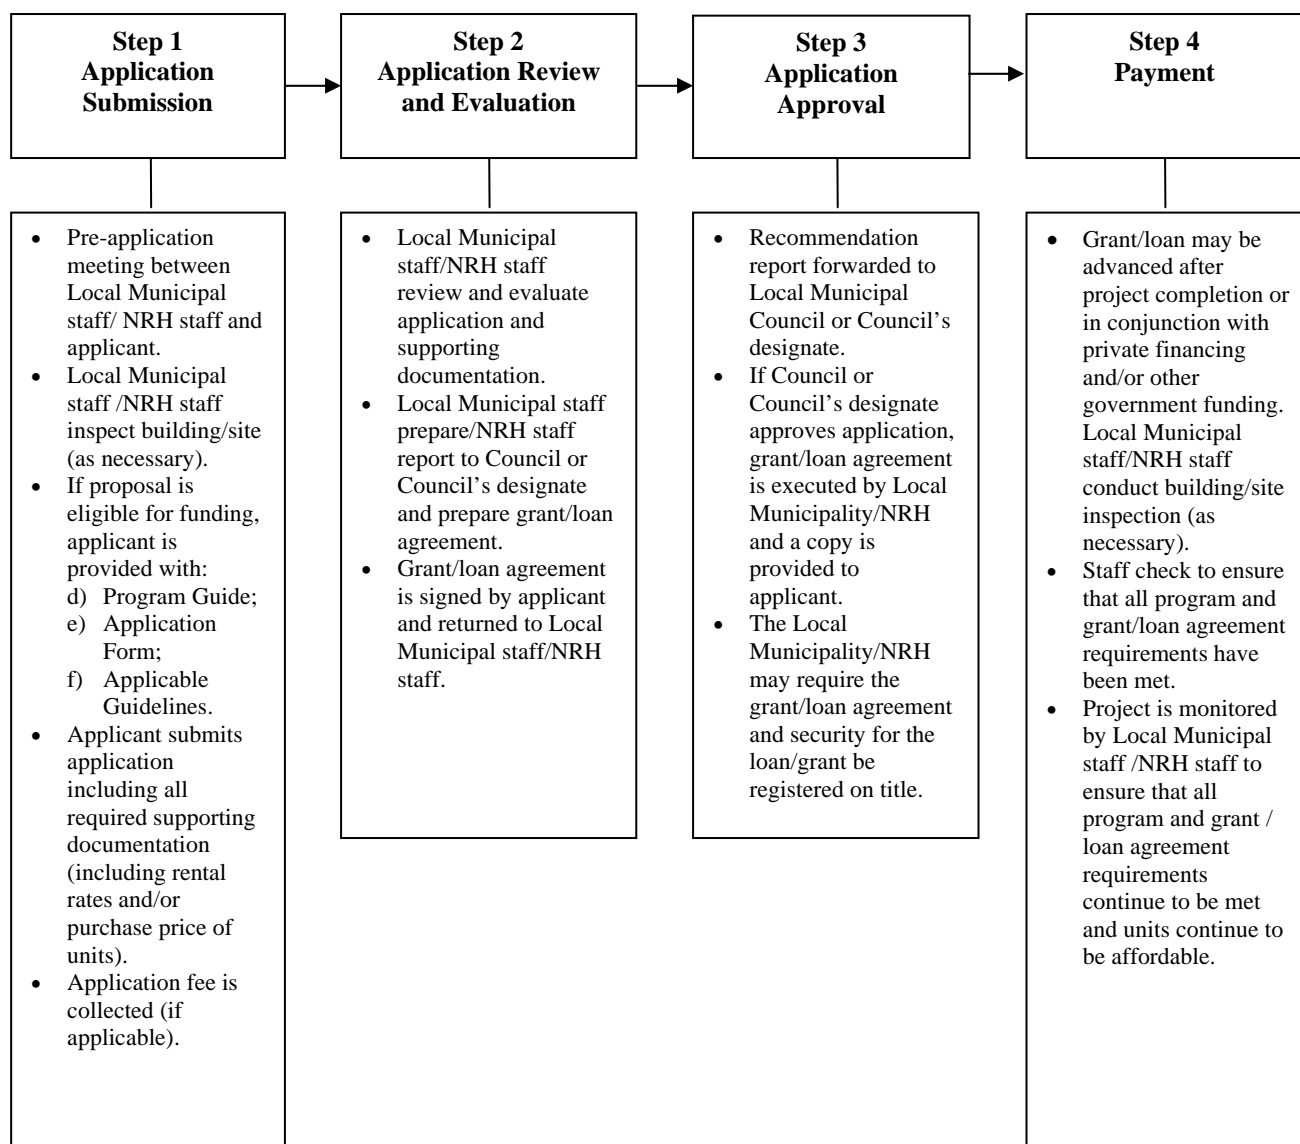 Step 1
Application
Submission
Step 2
Application Review
and Evaluation
Step 3
Application
Approval
Step 4
Payment
• Pre-application
meeting between
Local Municipal
staff/ NRH staff and
applicant.
• Local Municipal
staff /NRH staff
inspect building/site
(as necessary).
• If proposal is
eligible for funding,
applicant is
provided with:
d) Program Guide;
e) Application
Form;
f) Applicable
Guidelines.
• Applicant submits
application
including all
required supporting
documentation
(including rental
rates and/or
purchase price of
units).
• Application fee is
collected (if
applicable).
• Local Municipal
staff/NRH staff
review and evaluate
application and
supporting
documentation.
• Local Municipal staff
prepare/NRH staff
report to Council or
Council's designate
and prepare grant/loan
agreement.
• Grant/loan agreement
is signed by applicant
and returned to Local
Municipal staff/NRH
staff.
• Recommendation
report forwarded to
Local Municipal
Council or Council's
designate.
• If Council or
Council's designate
approves application,
grant/loan agreement
is executed by Local
Municipality/NRH
and a copy is
provided to
applicant.
• The Local
Municipality/NRH
may require the
grant/loan agreement
and security for the
loan/grant be
registered on title.
• Grant/loan may be
advanced after
project completion or
in conjunction with
private financing
and/or other
government funding.
Local Municipal
staff/NRH staff
conduct building/site
inspection (as
necessary).
• Staff check to ensure
that all program and
grant/loan agreement
requirements have
been met.
• Project is monitored
by Local Municipal
staff /NRH staff to
ensure that all
program and grant /
loan agreement
requirements
continue to be met
and units continue to
be affordable.